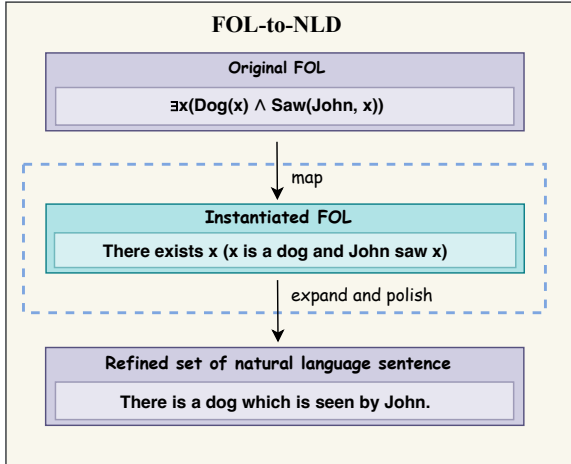 FOL-to-NLD
Original FOL
∃x(Dog(x) ∧ Saw(John, x))
map
Instantiated FOL
There exists x (x is a dog and John saw x)
expand and polish
Refined set of natural language sentence
There is a dog which is seen by John.